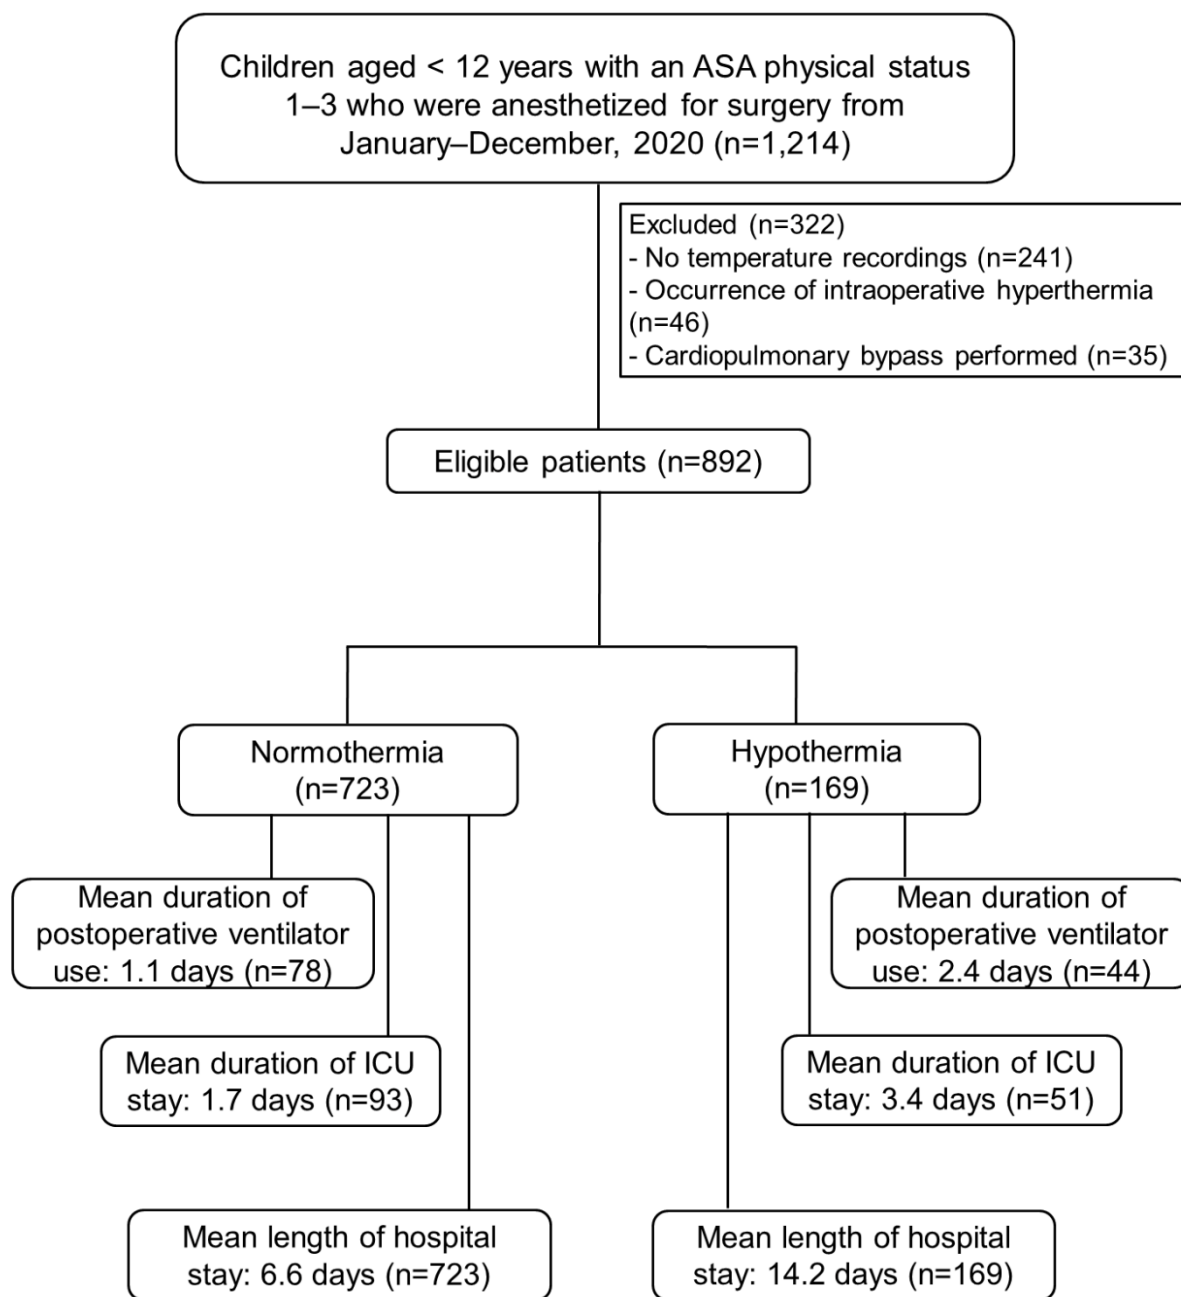 Children aged < 12 years with an ASA physical status
1–3 who were anesthetized for surgery from
January–December, 2020 (n=1,214)
Excluded (n=322)
- No temperature recordings (n=241)
- Occurrence of intraoperative hyperthermia
(n=46)
- Cardiopulmonary bypass performed (n=35)
Eligible patients (n=892)
Normothermia
(n=723)
Hypothermia
(n=169)
Mean duration of
postoperative ventilator
use: 1.1 days (n=78)
Mean duration of
postoperative ventilator
use: 2.4 days (n=44)
Mean duration of ICU
stay: 1.7 days (n=93)
Mean duration of ICU
stay: 3.4 days (n=51)
Mean length of hospital
stay: 6.6 days (n=723)
Mean length of hospital
stay: 14.2 days (n=169)